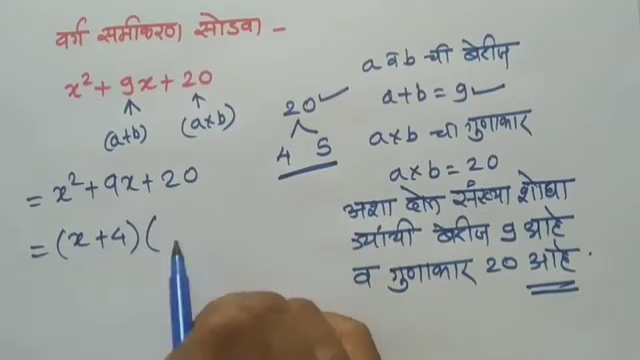 वर्ग समीकरण सोडवा -
x² + 9x + 20
(a+b) (a×b)
= x² + 9x + 20
= (x+4)(
20 ✓
4 5
a व b ची बेरीज
a+b = 9 ✓
a×b ची गुणाकार
a×b = 20
अशा दोन संख्या शोधा
ज्यांची बेरीज 9 आहे
व गुणाकार 20 आहे.